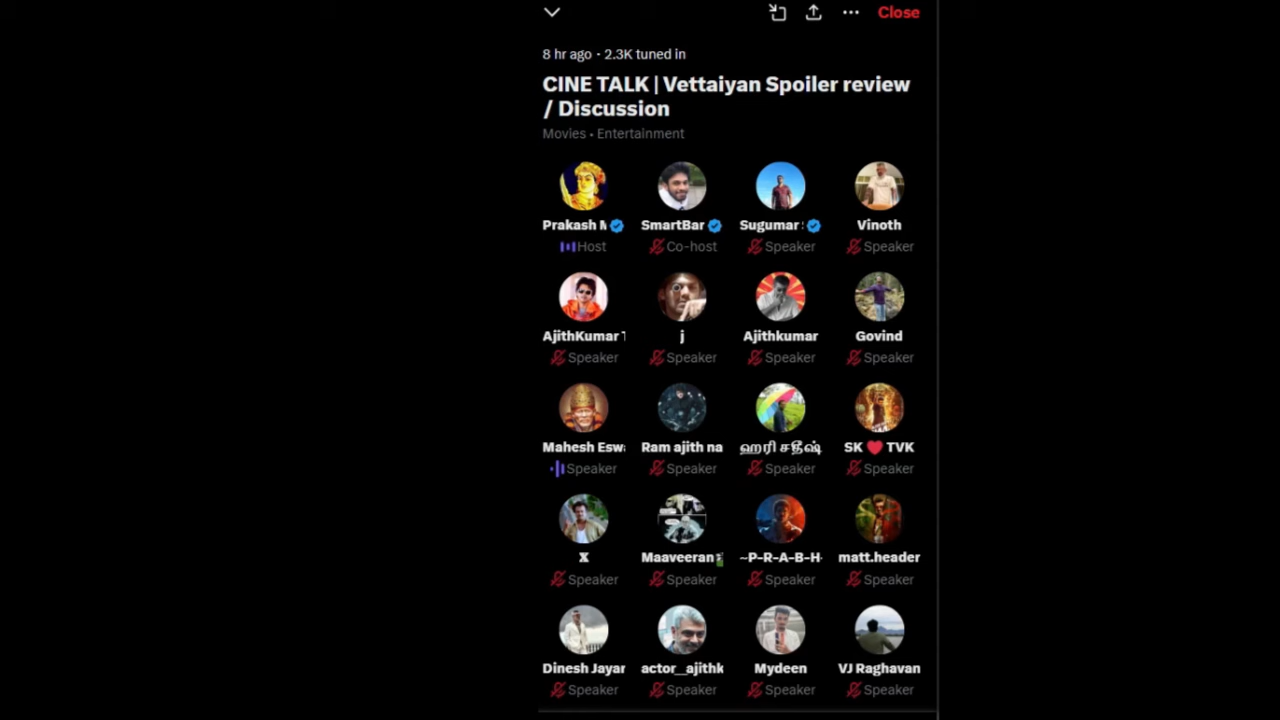 Close
8 hr ago · 2.3K tuned in
CINE TALK | Vettaiyan Spoiler review
/ Discussion
Movies • Entertainment
Prakash M SmartBar Sugumar Vinoth
Host Co-host Speaker Speaker
AjithKumar T j Ajithkumar Govind
Speaker Speaker Speaker Speaker
Mahesh Eswa Ram ajith na ஹரி சதீஷ் SK ❤ TVK
Speaker Speaker Speaker Speaker
X Maaveeran ~P-R-A-B-H- matt.header
Speaker Speaker Speaker Speaker
Dinesh Jayar actor__ajithk Mydeen VJ Raghavan
Speaker Speaker Speaker Speaker